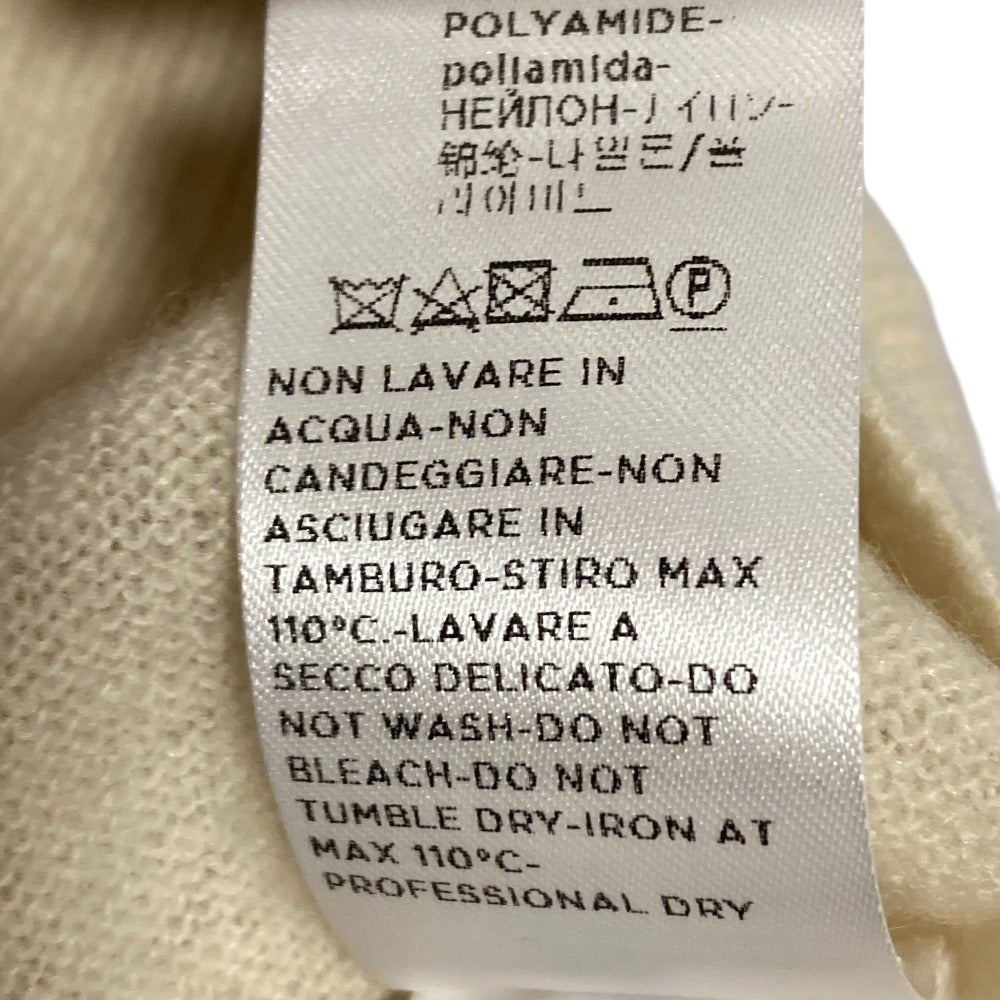 POLYAMIDE-
poliamida-
НЕЙЛОН-ナイロン-
锦纶-나일론/폴
리아미드
P
NON LAVARE IN
ACQUA-NON
CANDEGGIARE-NON
ASCIUGARE IN
TAMBURO-STIRO MAX
110°C.-LAVARE A
SECCO DELICATO-DO
NOT WASH-DO NOT
BLEACH-DO NOT
TUMBLE DRY-IRON AT
MAX 110°C-
PROFESSIONAL DRY